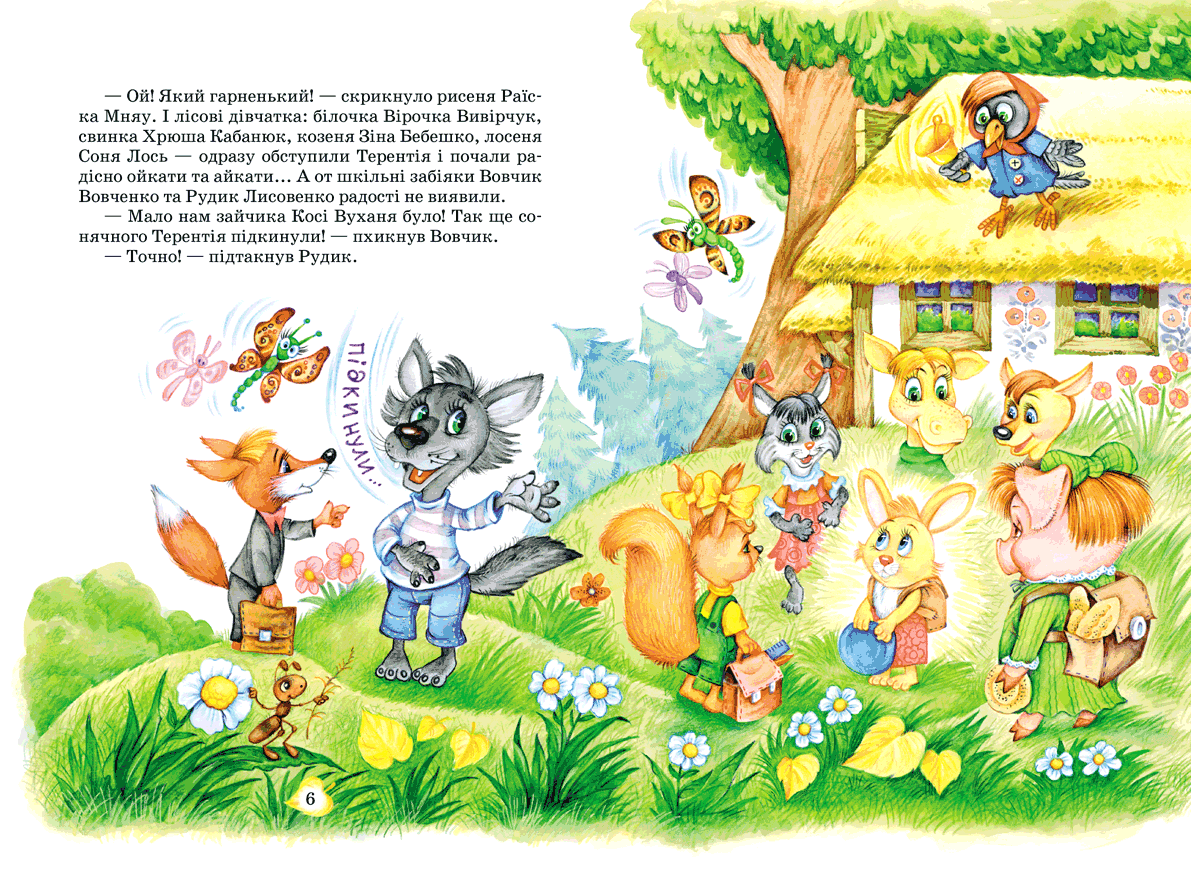 — Ой! Який гарненький! — скрикнуло рисеня Раїс-
ка Мняу. І лісові дівчатка: білочка Вірочка Вивірчук,
свинка Хрюша Кабанюк, козеня Зіна Бебешко, лосеня
Соня Лось — одразу обступили Терентія і почали ра-
дісно ойкати та айкати... А от шкільні забіяки Вовчик
Вовченко та Рудик Лисовенко радості не виявили.
— Мало нам зайчика Косі Вуханя було! Так ще со-
нячного Терентія підкинули! — пхикнув Вовчик.
— Точно! — підтакнув Рудик.
підкинули...
6